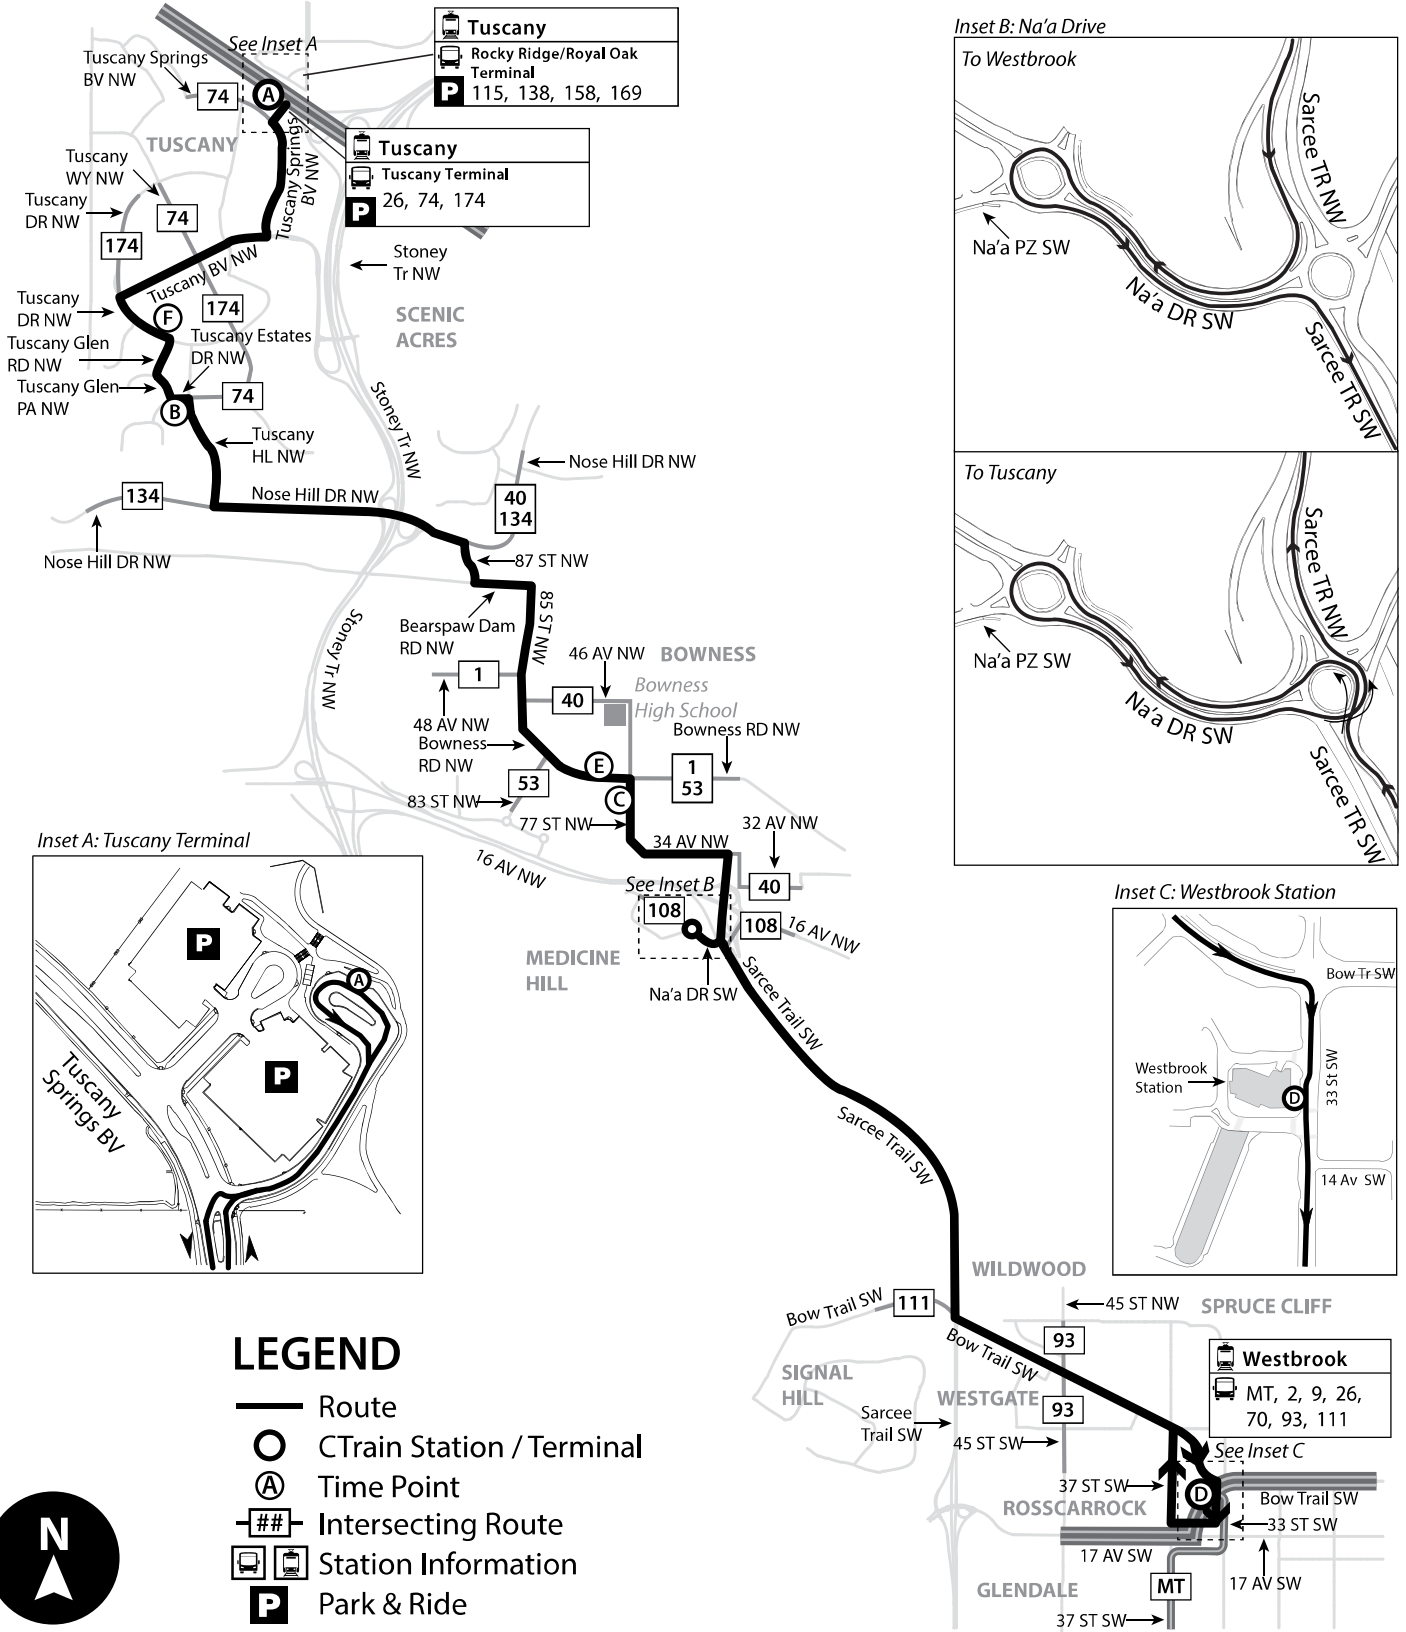 See Inset A
Tuscany Springs
BV NW
74
A
TUSCANY
Tuscany
Rocky Ridge/Royal Oak
Terminal
P
115, 138, 158, 169
Tuscany
Tuscany Terminal
P
26, 74, 174
Tuscany Springs
BV NW
Tuscany
WY NW
Tuscany
DR NW
74
174
Tuscany BV NW
Stoney
Tr NW
SCENIC
ACRES
Tuscany
DR NW
F
174
Tuscany Glen
RD NW
Tuscany Estates
DR NW
Tuscany Glen
PA NW
B
74
Tuscany
HL NW
Stoney Tr NW
Nose Hill DR NW
134
Nose Hill DR NW
40
134
Nose Hill DR NW
87 ST NW
85 ST NW
Stoney Tr NW
Bearspaw Dam
RD NW
46 AV NW
BOWNESS
1
40
Bowness
High School
48 AV NW
Bowness
RD NW
Bowness RD NW
E
1
53
53
83 ST NW
C
77 ST NW
32 AV NW
34 AV NW
16 AV NW
See Inset B
40
108
108
16 AV NW
MEDICINE
HILL
Na'a DR SW
Sarcee Trail SW
Sarcee Trail SW
WILDWOOD
Bow Trail SW
111
45 ST NW
SPRUCE CLIFF
Bow Trail SW
93
SIGNAL
HILL
WESTGATE
93
Sarcee
Trail SW
45 ST SW
Westbrook
MT, 2, 9, 26,
70, 93, 111
See Inset C
37 ST SW
D
ROSSCARROCK
Bow Trail SW
33 ST SW
17 AV SW
17 AV SW
GLENDALE
MT
37 ST SW
Inset B: Na'a Drive
To Westbrook
Sarcee TR NW
Na'a PZ SW
Na'a DR SW
Sarcee TR SW
To Tuscany
Sarcee TR NW
Na'a PZ SW
Na'a DR SW
Sarcee TR SW
Inset A: Tuscany Terminal
P
A
P
Tuscany
Springs BV
Inset C: Westbrook Station
Bow Tr SW
Westbrook
Station
D
33 St SW
14 Av SW
LEGEND
Route
CTrain Station / Terminal
A Time Point
## Intersecting Route
Station Information
P Park & Ride
N